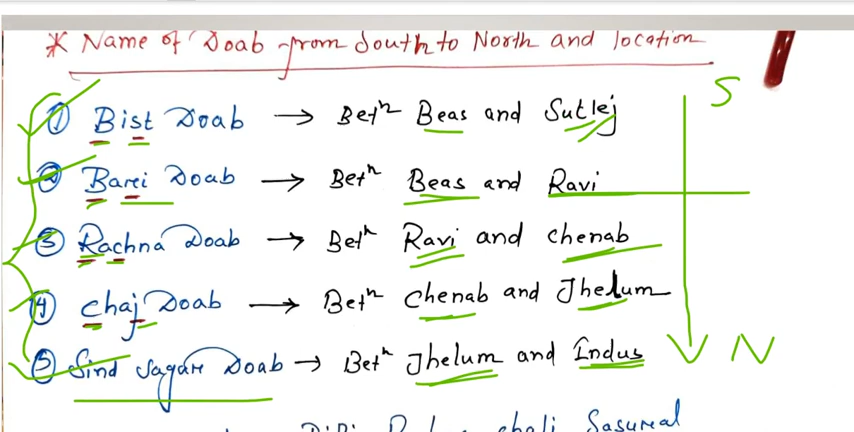 * Name of Doab from South to North and location
S
① Bist Doab → Betⁿ Beas and Sutlej
② Bari Doab → Betⁿ Beas and Ravi
③ Rachna Doab → Betⁿ Ravi and chenab
④ chaj Doab → Betⁿ Chenab and Jhelum
⑤ Sind Sagar Doab → Betⁿ Jhelum and Indus
N
Sasural